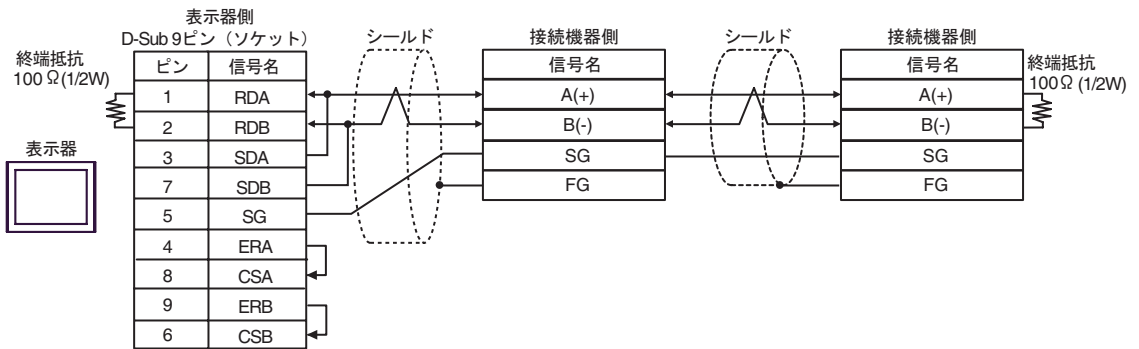 表示器側
D-Sub 9ピン（ソケット）
終端抵抗
100 Ω(1/2W)
ピン 信号名
1 RDA
2 RDB
3 SDA
7 SDB
5 SG
4 ERA
8 CSA
9 ERB
6 CSB
表示器
シールド
接続機器側
信号名
A(+)
B(-)
SG
FG
シールド
接続機器側
信号名
A(+)
B(-)
SG
FG
終端抵抗
100Ω (1/2W)